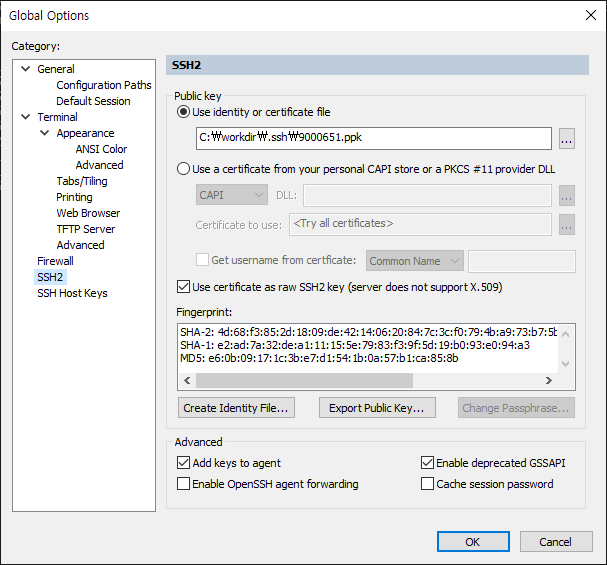 Global Options
Category:
General
Configuration Paths
Default Session
Terminal
Appearance
ANSI Color
Advanced
Tabs/Tiling
Printing
Web Browser
TFTP Server
Advanced
Firewall
SSH2
SSH Host Keys
SSH2
Public key
Use identity or certificate file
C:₩workdir₩.ssh₩9000651.ppk
...
Use a certificate from your personal CAPI store or a PKCS #11 provider DLL
CAPI DLL: ...
Certificate to use: <Try all certificates> ...
Get username from certficate: Common Name
Use certificate as raw SSH2 key (server does not support X.509)
Fingerprint:
SHA-2: 4d:68:f3:85:2d:18:09:de:42:14:06:20:84:7c:3c:f0:79:4b:a9:73:b7:5b
SHA-1: e2:ad:7a:32:de:a1:11:15:5e:79:83:f3:9f:5d:19:b0:93:e0:94:a3
MD5: e6:0b:09:17:1c:3b:e7:d1:54:1b:0a:57:b1:ca:85:8b
Create Identity File... Export Public Key... Change Passphrase...
Advanced
Add keys to agent Enable deprecated GSSAPI
Enable OpenSSH agent forwarding Cache session password
OK Cancel